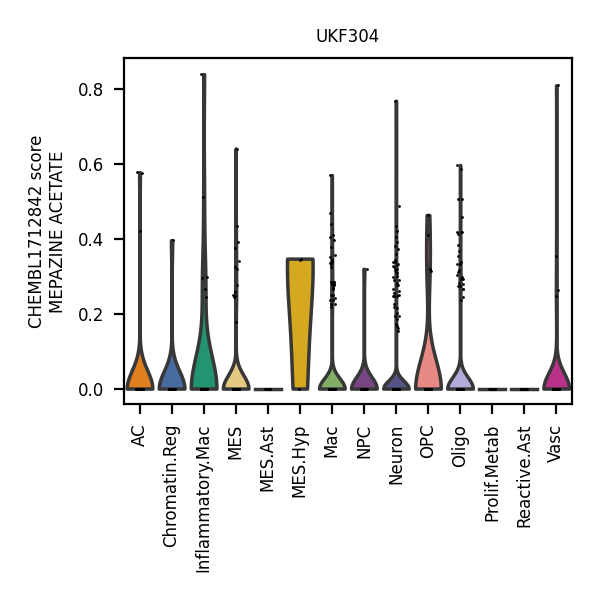 UKF304
CHEMBL1712842 score
MEPAZINE ACETATE
0.8
0.6
0.4
0.2
0.0
AC
Chromatin.Reg
Inflammatory.Mac
MES
MES.Ast
MES.Hyp
Mac
NPC
Neuron
OPC
Oligo
Prolif.Metab
Reactive.Ast
Vasc